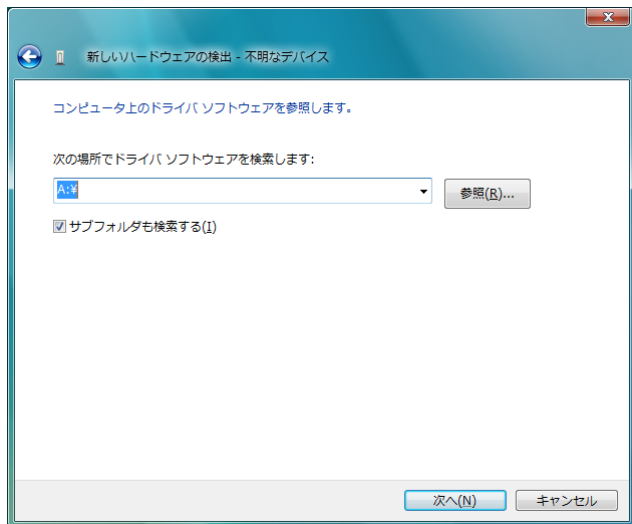 新しいハードウェアの検出 - 不明なデバイス
コンピュータ上のドライバ ソフトウェアを参照します。
次の場所でドライバ ソフトウェアを検索します:
A:¥
参照(R)...
サブフォルダも検索する(I)
次へ(N)
キャンセル